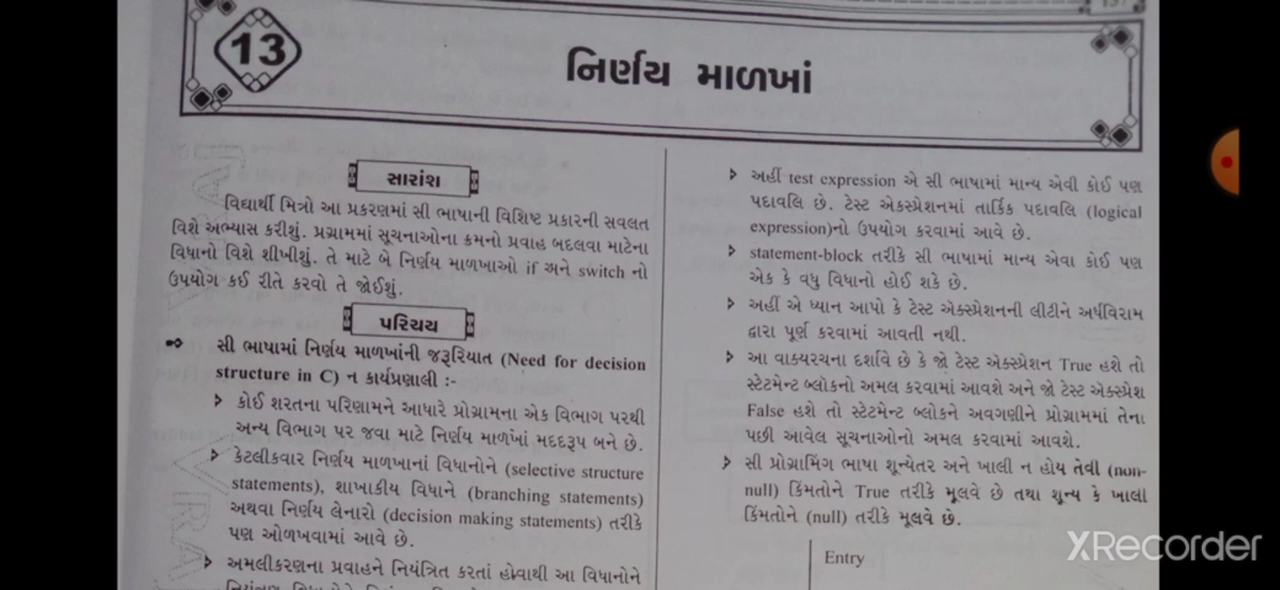 13
નિર્ણય માળખાં
સારાંશ
વિદ્યાર્થી મિત્રો આ પ્રકરણમાં સી ભાષાની વિશિષ્ટ પ્રકારની સવલત
વિશે અભ્યાસ કરીશું. પ્રગ્રામમાં સૂચનાઓના ક્રમનો પ્રવાહ બદલવા માટેના
વિધાનો વિશે શીખીશું. તે માટે બે નિર્ણય માળખાઓ if અને switch નો
ઉપયોગ કઈ રીતે કરવો તે જોઈશું.
પરિચય
સી ભાષામાં નિર્ણય માળખાંની જરૂરિયાત (Need for decision
structure in C) ન કાર્યપ્રણાલી :-
કોઈ શરતના પરિણામને આધારે પ્રોગ્રામના એક વિભાગ પરથી
અન્ય વિભાગ પર જવા માટે નિર્ણય માળખાં મદદરૂપ બને છે.
કેટલીકવાર નિર્ણય માળખાનાં વિધાનોને (selective structure
statements), શાખાકીય વિધાને (branching statements)
અથવા નિર્ણય લેનારો (decision making statements) તરીકે
પણ ઓળખવામાં આવે છે.
અમલીકરણના પ્રવાહને નિયંત્રિત કરતાં હોવાથી આ વિધાનોને
અહીં test expression એ સી ભાષામાં માન્ય એવી કોઈ પણ
પદાવલિ છે. ટેસ્ટ એક્સપ્રેશનમાં તાર્કિક પદાવલિ (logical
expression)નો ઉપયોગ કરવામાં આવે છે.
statement-block તરીકે સી ભાષામાં માન્ય એવા કોઈ પણ
એક કે વધુ વિધાનો હોઈ શકે છે.
અહીં એ ધ્યાન આપો કે ટેસ્ટ ઍક્સ્પ્રેશનની લીટીને અર્ધવિરામ
દ્વારા પૂર્ણ કરવામાં આવતી નથી.
આ વાક્યરચના દર્શાવે છે કે જો ટેસ્ટ ઍક્સ્પ્રેશન True હશે તો
સ્ટેટમેન્ટ બ્લૉકનો અમલ કરવામાં આવશે અને જો ટેસ્ટ ઍક્સ્પ્રેશ
False હશે તો સ્ટેટમેન્ટ બ્લૉકને અવગણીને પ્રોગ્રામમાં તેના
પછી આવેલ સૂચનાઓનો અમલ કરવામાં આવશે.
સી પ્રોગ્રામિંગ ભાષા શૂન્યેતર અને ખાલી ન હોય તેવી (non-
null) કિંમતોને True તરીકે મૂલવે છે તથા શૂન્ય કે ખાલી
કિંમતોને (null) તરીકે મૂલવે છે.
Entry
XRecorder